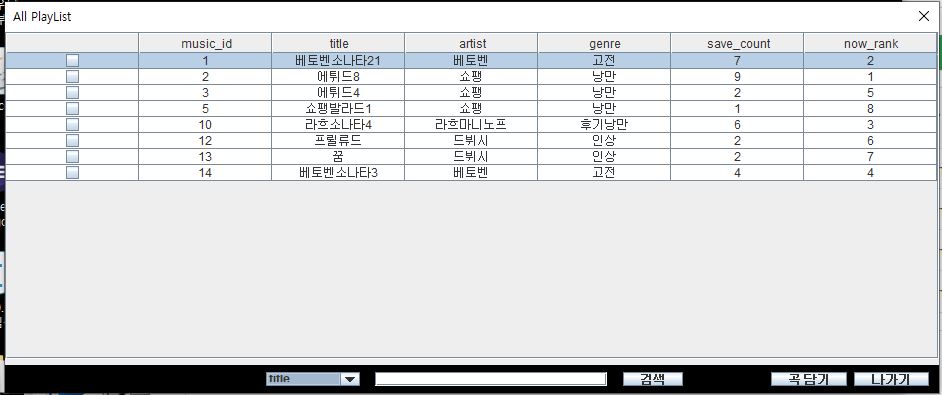 All PlayList
music_id title artist genre save_count now_rank
1 베토벤소나타21 베토벤 고전 7 2
2 에튀드8 쇼팽 낭만 9 1
3 에튀드4 쇼팽 낭만 2 5
5 쇼팽발라드1 쇼팽 낭만 1 8
10 라흐소나타4 라흐마니노프 후기낭만 6 3
12 프릴류드 드뷔시 인상 2 6
13 꿈 드뷔시 인상 2 7
14 베토벤소나타3 베토벤 고전 4 4
title 검색 곡 담기 나가기